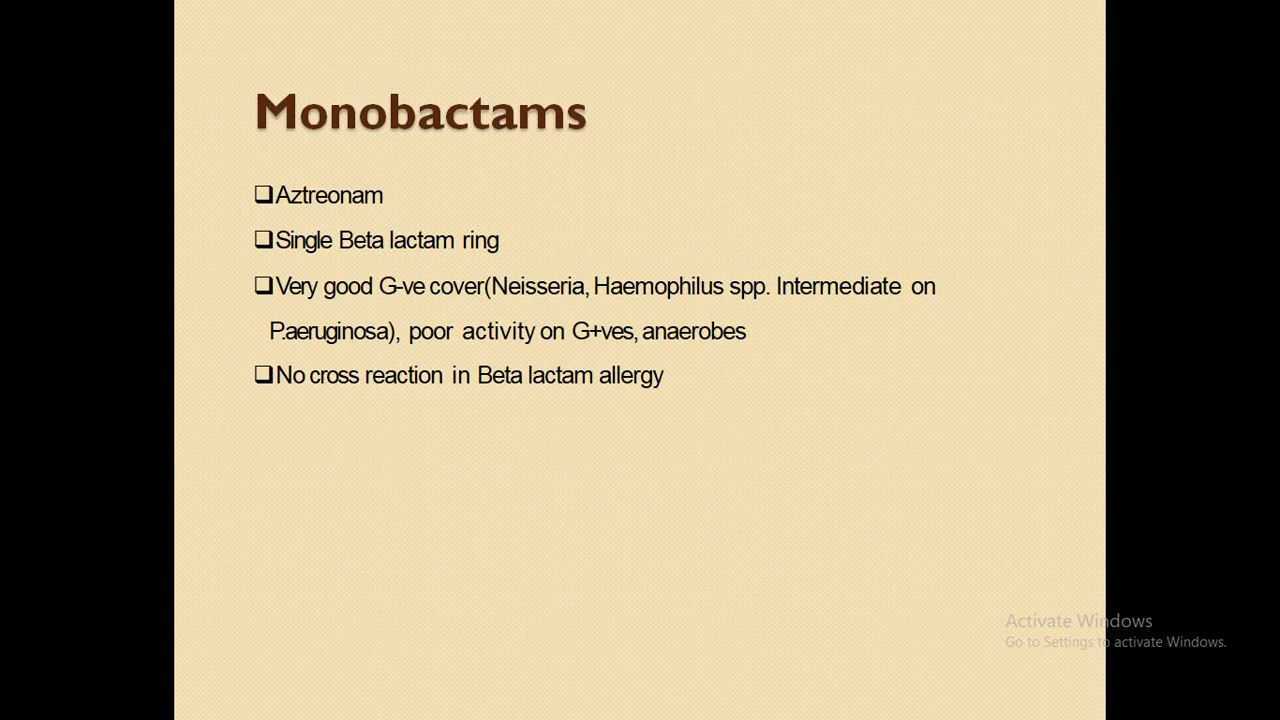 Monobactams
❑Aztreonam
❑Single Beta lactam ring
❑Very good G-ve cover(Neisseria, Haemophilus spp. Intermediate on
P.aeruginosa), poor activity on G+ves, anaerobes
❑No cross reaction in Beta lactam allergy
Activate Windows
Go to Settings to activate Windows.